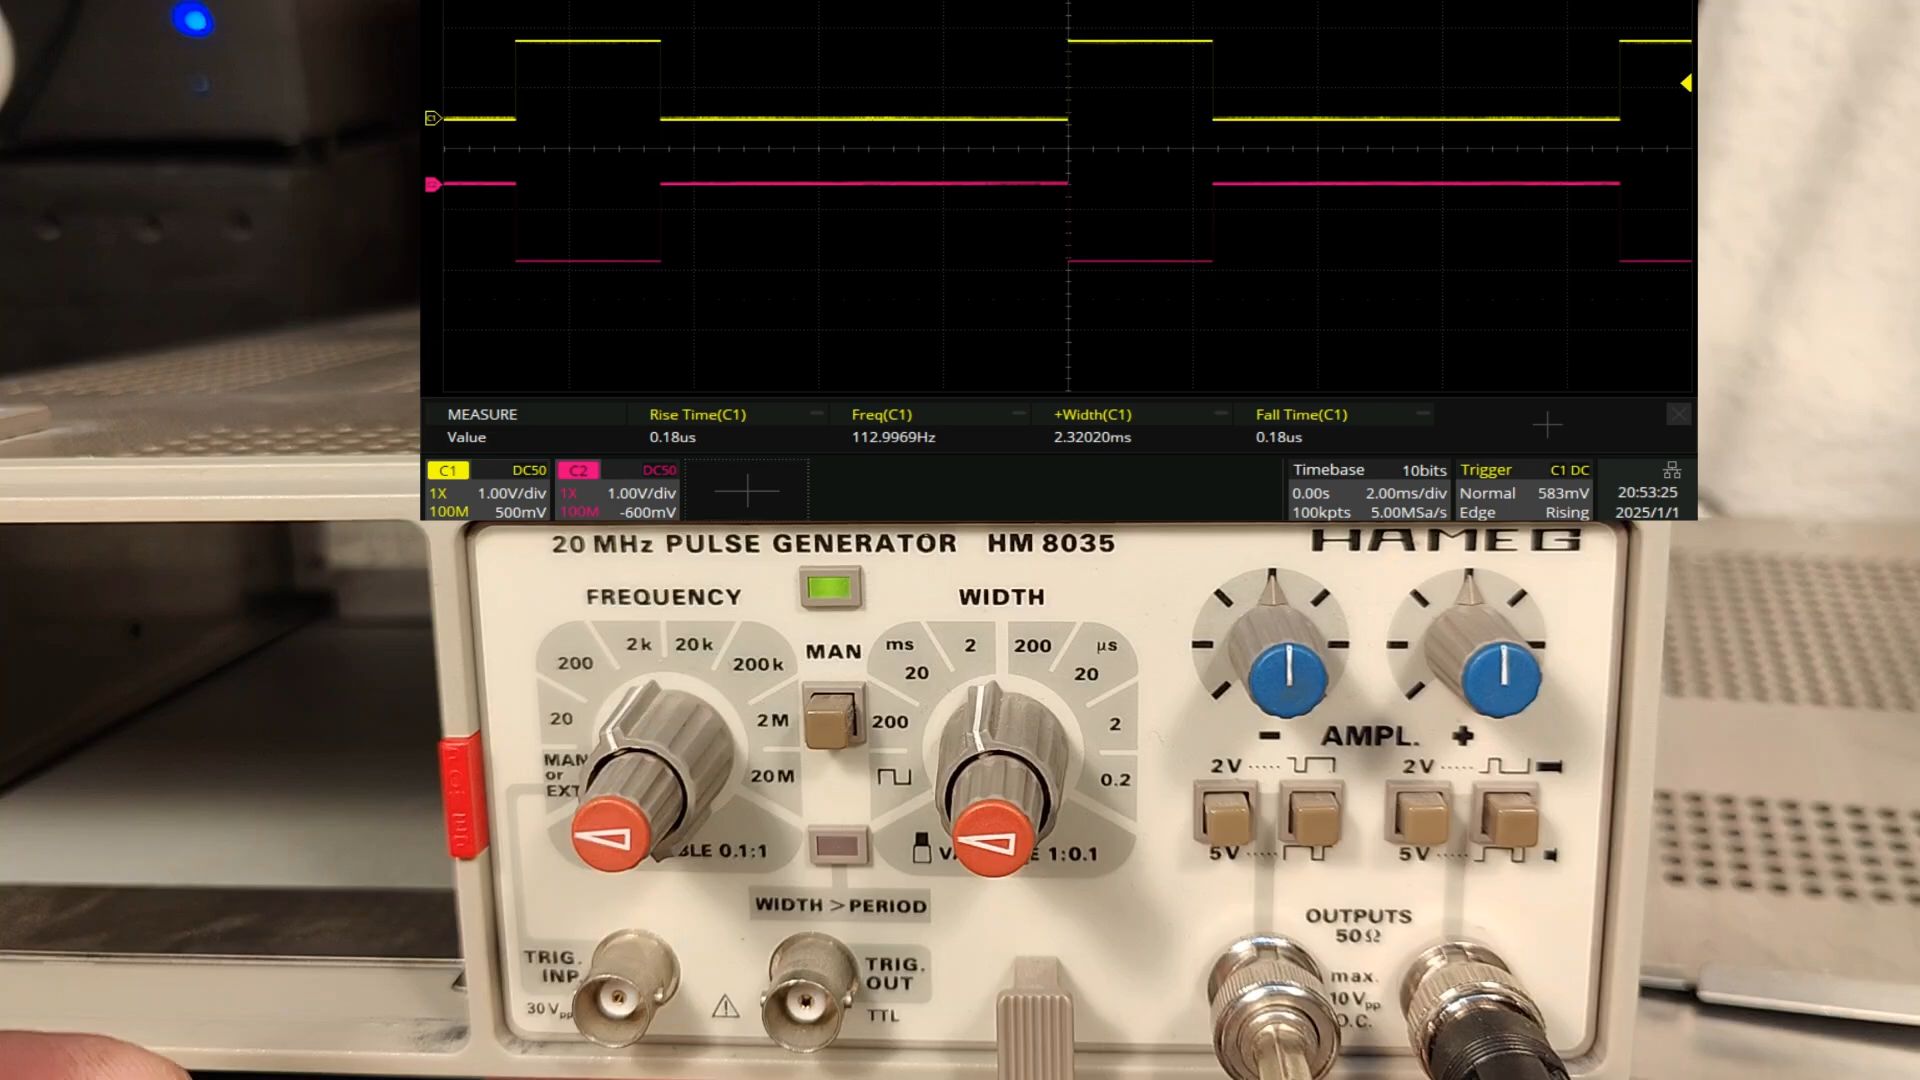 C1
MEASURE Rise Time(C1) Freq(C1) +Width(C1) Fall Time(C1)
Value 0.18us 112.9969Hz 2.32020ms 0.18us
C1 DC50
1X 1.00V/div
100M 500mV
C2 DC50
1X 1.00V/div
100M -600mV
Timebase 10bits
0.00s 2.00ms/div
100kpts 5.00MSa/s
Trigger C1 DC
Normal 583mV
Edge Rising
20:53:25
2025/1/1
20 MHz PULSE GENERATOR HM 8035
HAMEG
FREQUENCY
MAN
or
EXT
20
200
2k
20k
200k
2M
20M
0.1:1
MAN
WIDTH
200
ms
20
2
200
µs
20
2
0.2
1:0.1
WIDTH > PERIOD
- AMPL. +
2V
5V
2V
5V
TRIG.
INP.
30Vpp
TRIG.
OUT
TTL
OUTPUTS
50Ω
max.
10Vpp
O.C.